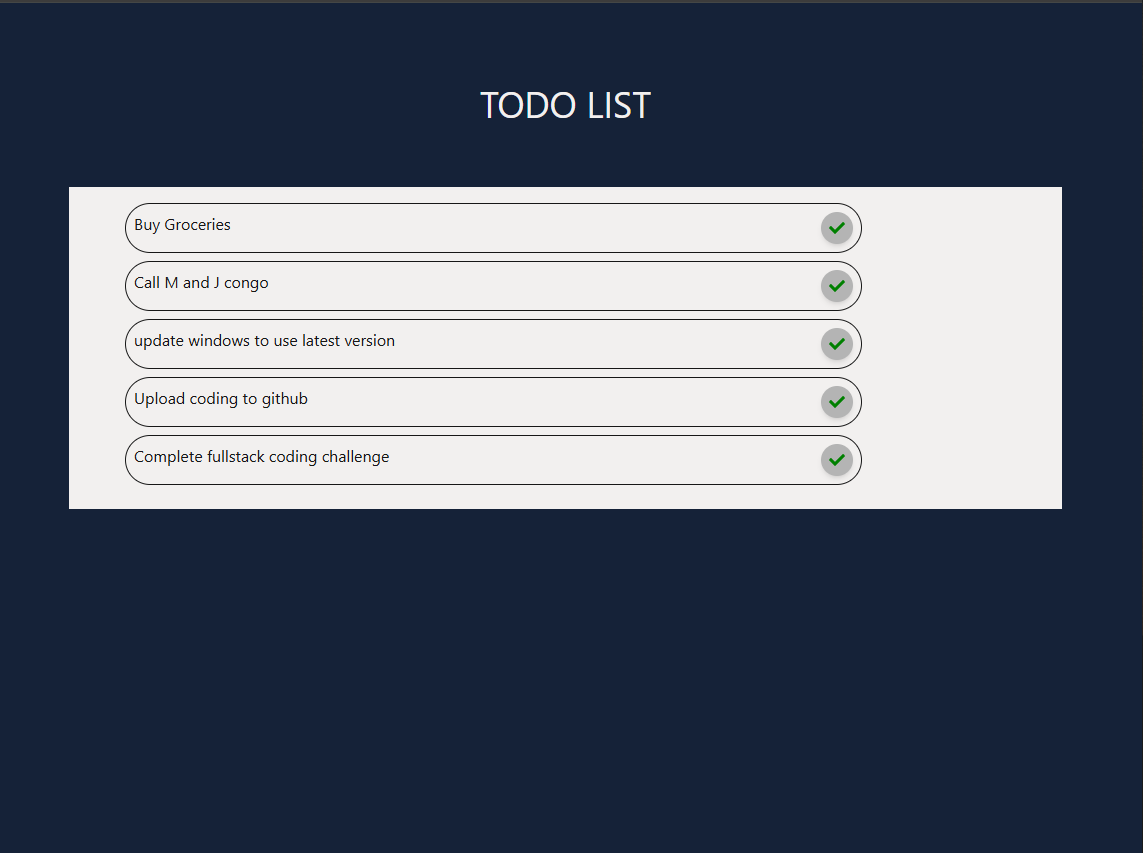 TODO LIST
Buy Groceries
Call M and J congo
update windows to use latest version
Upload coding to github
Complete fullstack coding challenge